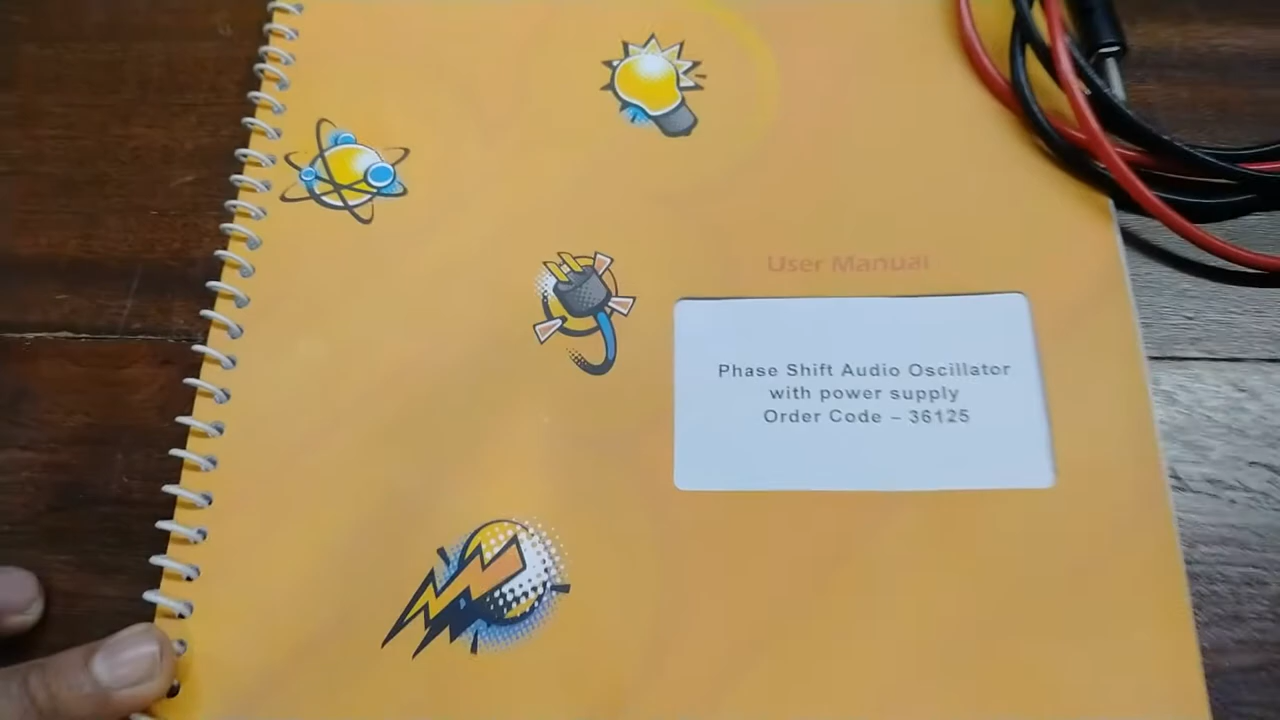 User Manual
Phase Shift Audio Oscillator
with power supply
Order Code – 36125